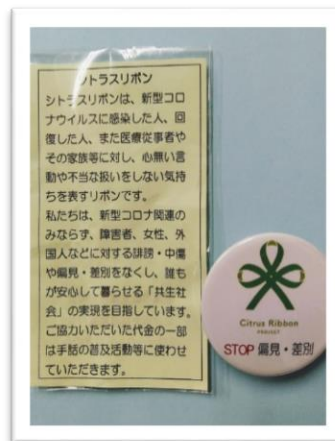 シトラスリボン
シトラスリボンは、新型コロ
ナウイルスに感染した人、回
復した人、また医療従事者や
その家族等に対し、心無い言
動や不当な扱いをしない気持
ちを表すリボンです。
私たちは、新型コロナ関連の
みならず、障害者、女性、外
国人などに対する誹謗・中傷
や偏見・差別をなくし、誰も
が安心して暮らせる「共生社
会」の実現を目指しています。
ご協力いただいた代金の一部
は手話の普及活動等に使わせ
ていただきます。
Citrus Ribbon
PROJECT
STOP 偏見・差別